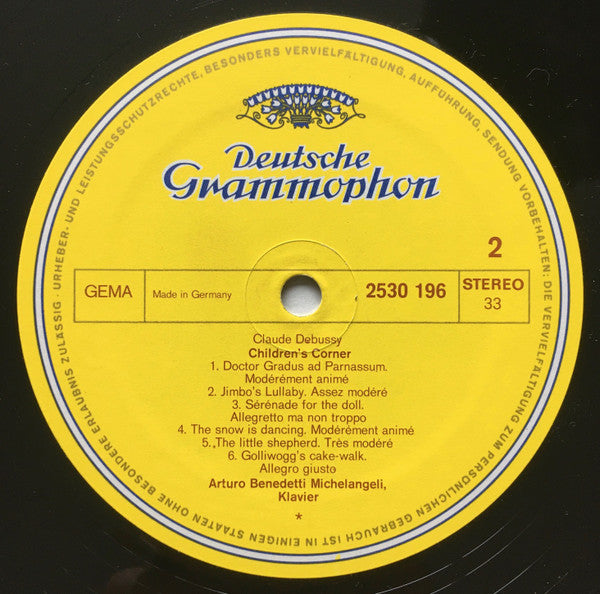 URHEBER- UND LEISTUNGSSCHUTZRECHTE, BESONDERS VERVIELFÄLTIGUNG, AUFFÜHRUNG, SENDUNG VORBEHALTEN: DIE VERVIELFÄLTIGUNG ZUM PERSÖNLICHEN GEBRAUCH IST IN EINIGEN STAATEN OHNE BESONDERE ERLAUBNIS ZULÄSSIG ·
Deutsche
Grammophon
2
GEMA
Made in Germany
2530 196
STEREO
33
Claude Debussy
Children's Corner
1. Doctor Gradus ad Parnassum.
Modérément animé
2. Jimbo's Lullaby. Assez modéré
3. Sérénade for the doll.
Allegretto ma non troppo
4. The snow is dancing. Modérément animé
5. The little shepherd. Très modéré
6. Golliwogg's cake-walk.
Allegro giusto
Arturo Benedetti Michelangeli,
Klavier
*